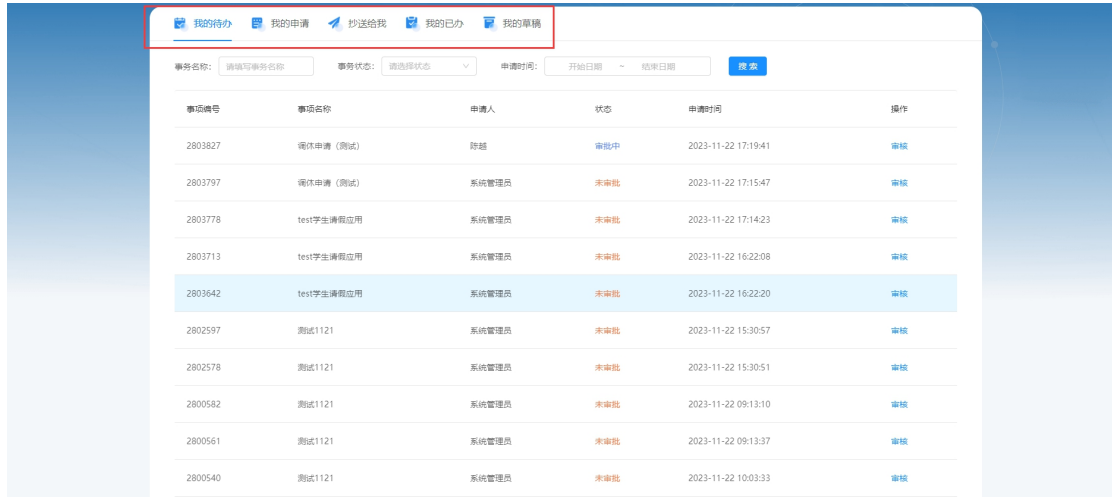 我的待办 我的申请 抄送给我 我的已办 我的草稿
事务名称: 请填写事务名称 事务状态: 请选择状态 申请时间: 开始日期 ~ 结束日期 搜索
事项编号 事项名称 申请人 状态 申请时间 操作
2803827 调休申请（测试） 陈越 审批中 2023-11-22 17:19:41 审核
2803797 调休申请（测试） 系统管理员 未审批 2023-11-22 17:15:47 审核
2803778 test学生请假应用 系统管理员 未审批 2023-11-22 17:14:23 审核
2803713 test学生请假应用 系统管理员 未审批 2023-11-22 16:22:08 审核
2803642 test学生请假应用 系统管理员 未审批 2023-11-22 16:22:20 审核
2802597 测试1121 系统管理员 未审批 2023-11-22 15:30:57 审核
2802578 测试1121 系统管理员 未审批 2023-11-22 15:30:51 审核
2800582 测试1121 系统管理员 未审批 2023-11-22 09:13:10 审核
2800561 测试1121 系统管理员 未审批 2023-11-22 09:13:37 审核
2800540 测试1121 系统管理员 未审批 2023-11-22 10:03:33 审核